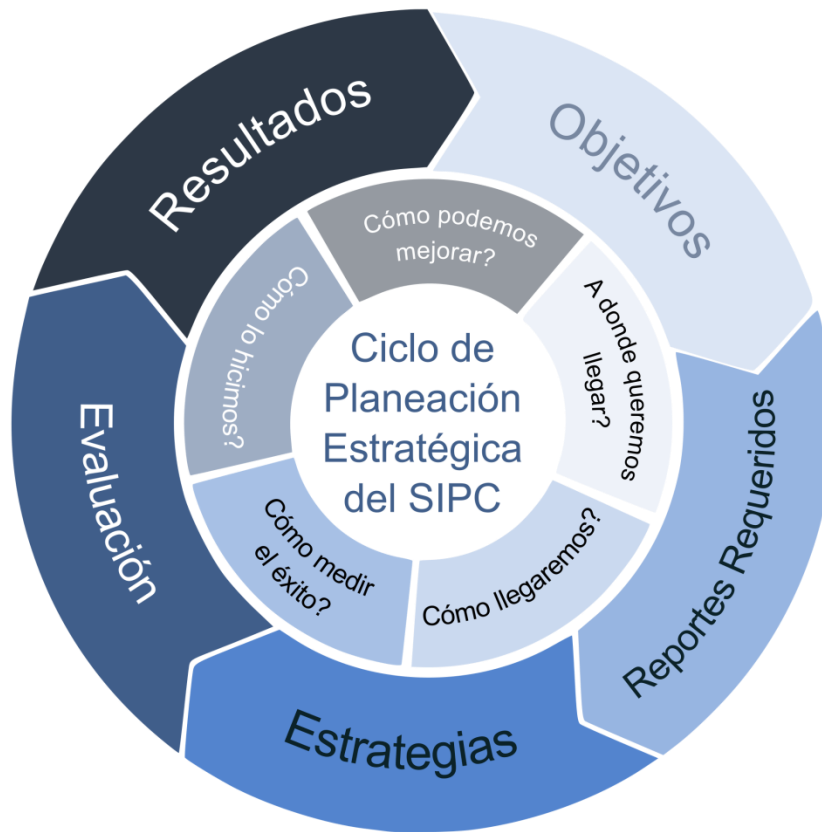 Ciclo de
Planeación
Estratégica
del SIPC
Objetivos
Reportes Requeridos
Estrategias
Evaluación
Resultados
Cómo podemos
mejorar?
A donde queremos
llegar?
Cómo llegaremos?
Cómo medir
el éxito?
Cómo lo hicimos?